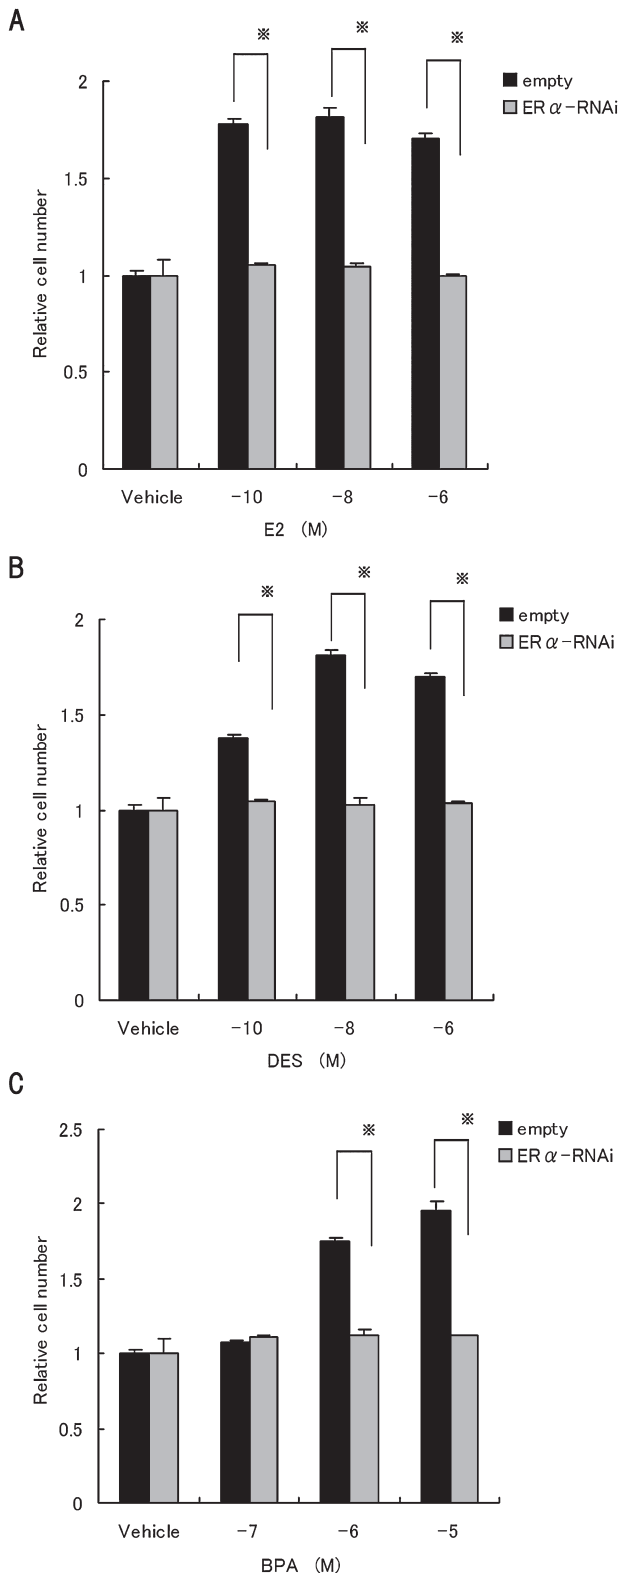 A
※ ※ ※
2
1.5
1
0.5
0
Relative cell number
empty
ERα-RNAi
Vehicle -10 -8 -6
E2 (M)
B
※ ※ ※
2
1.5
1
0.5
0
Relative cell number
empty
ERα-RNAi
Vehicle -10 -8 -6
DES (M)
C
※ ※
2.5
2
1.5
1
0.5
0
Relative cell number
empty
ERα-RNAi
Vehicle -7 -6 -5
BPA (M)